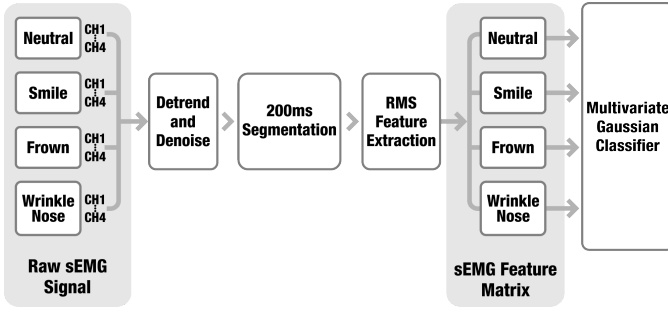 Neutral
CH1
CH4
Smile
CH1
CH4
Frown
CH1
CH4
Wrinkle
Nose
CH1
CH4
Raw sEMG
Signal
Detrend
and
Denoise
200ms
Segmentation
RMS
Feature
Extraction
Neutral
Smile
Frown
Wrinkle
Nose
sEMG Feature
Matrix
Multivariate
Gaussian
Classifier